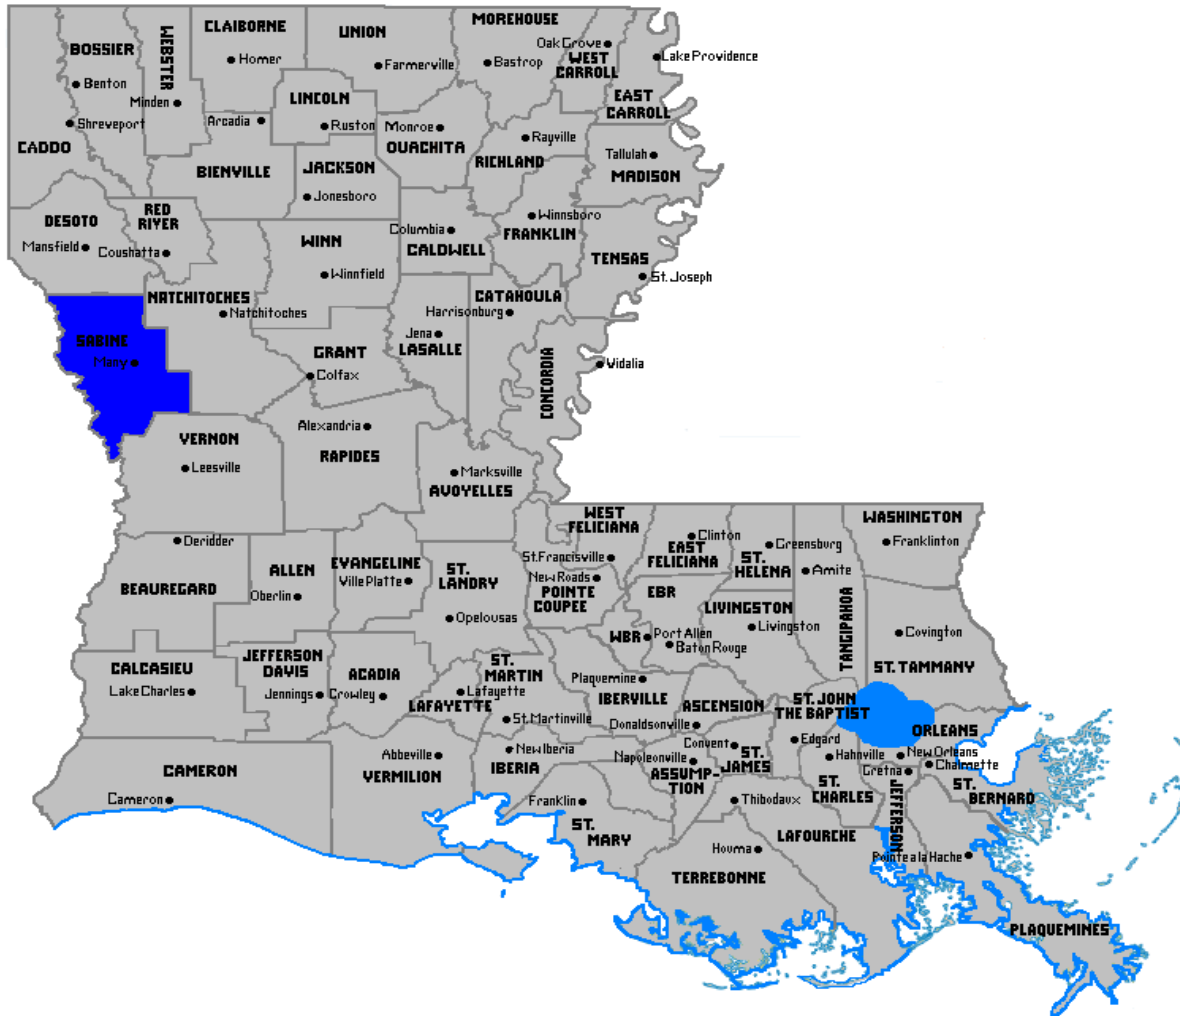 MOREHOUSE
CLAIBORNE
UNION
WEBSTER
BOSSIER
Oak Grove
WEST
CARROLL
Lake Providence
Homer
Farmerville
Bastrop
Benton
Minden
LINCOLN
EAST
CARROLL
Shreveport
Arcadia
Ruston
Monroe
OUACHITA
Rayville
CADDO
RICHLAND
Tallulah
MADISON
BIENVILLE
JACKSON
Jonesboro
DESOTO
RED
RIVER
Winnsboro
FRANKLIN
Columbia
CALDWELL
Mansfield
Coushatta
WINN
Winnfield
TENSAS
St. Joseph
NATCHITOCHES
Natchitoches
CATAHOULA
Harrisonburg
SABINE
Many
GRANT
Colfax
Jena
LASALLE
CONCORDIA
Vidalia
VERNON
Leesville
Alexandria
RAPIDES
Marksville
AVOYELLES
WEST
FELICIANA
WASHINGTON
Franklinton
Deridder
BEAUREGARD
ALLEN
Oberlin
EVANGELINE
Ville Platte
ST.
LANDRY
Opelousas
St. Francisville
New Roads
POINTE
COUPEE
Clinton
EAST
FELICIANA
Greensburg
ST.
HELENA
Amite
TANGIPAHOA
EBR
LIVINGSTON
Livingston
WBR
Port Allen
Baton Rouge
Covington
ST. TAMMANY
CALCASIEU
Lake Charles
JEFFERSON
DAVIS
Jennings
ACADIA
Crowley
LAFAYETTE
Lafayette
ST.
MARTIN
St. Martinville
Plaquemine
IBERVILLE
ASCENSION
Donaldsonville
ST. JOHN
THE BAPTIST
Edgard
ORLEANS
New Orleans
Hahnville
Chalmette
Gretna
CAMERON
Cameron
Abbeville
VERMILION
New Iberia
IBERIA
Convent
Napoleonville
ASSUMP-
TION
ST.
JAMES
ST.
CHARLES
JEFFERSON
ST.
BERNARD
Franklin
ST.
MARY
Thibodaux
LAFOURCHE
Houma
TERREBONNE
Pointe a la Hache
PLAQUEMINES